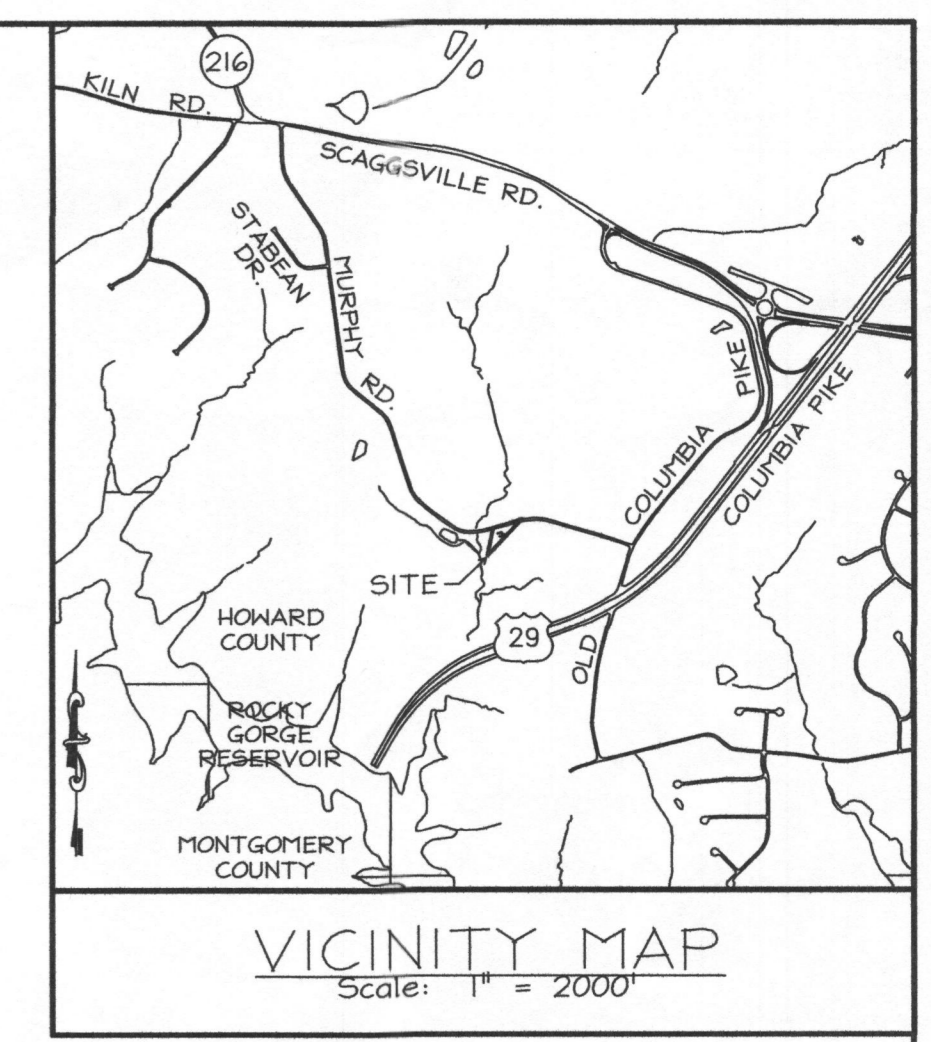 216
KILN RD.
SCAGGSVILLE RD.
STABEAN
DR.
MURPHY RD.
PIKE
COLUMBIA
COLUMBIA PIKE
SITE
HOWARD
COUNTY
29
OLD
ROCKY
GORGE
RESERVOIR
MONTGOMERY
COUNTY
VICINITY MAP
Scale: 1" = 2000'